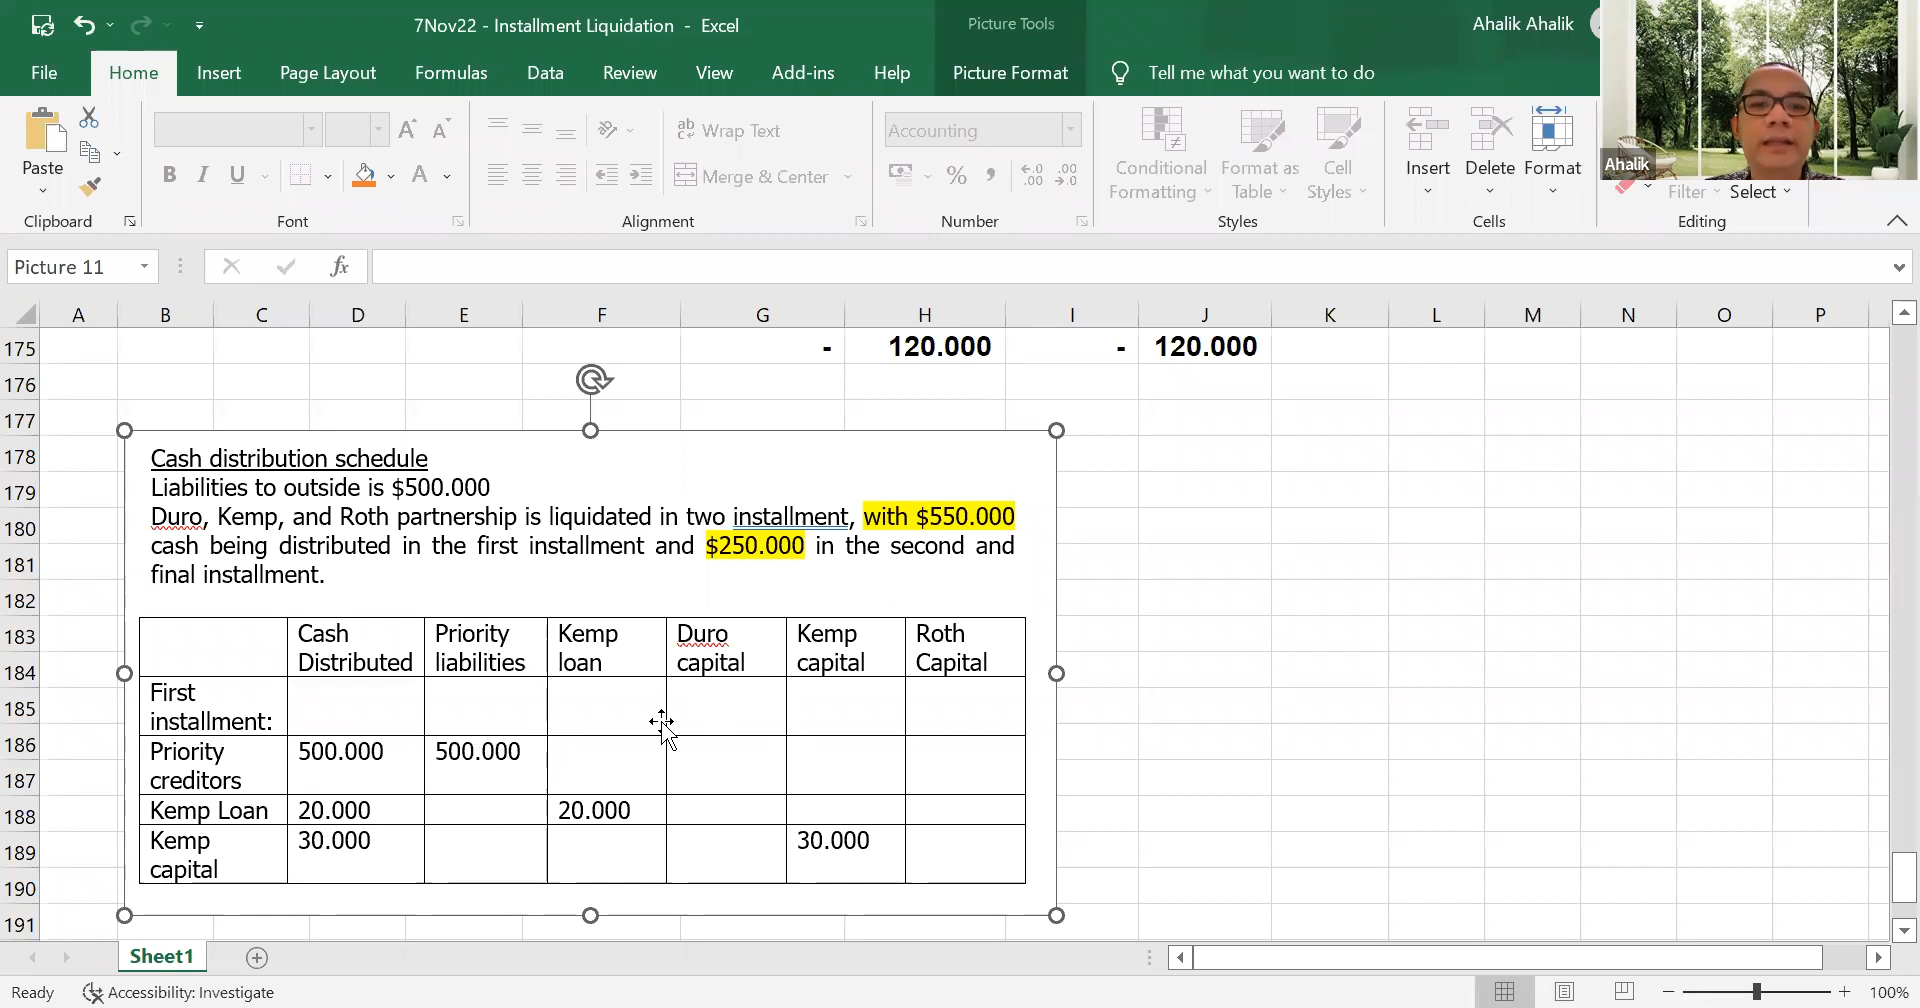 7Nov22 - Installment Liquidation - Excel
Picture Tools
Ahalik Ahalik
File Home Insert Page Layout Formulas Data Review View Add-ins Help Picture Format Tell me what you want to do
Paste
Clipboard
B I U A
Font
ab Wrap Text
Merge & Center
Alignment
Accounting
% , .00
Number
Conditional Formatting
Format as Table
Cell Styles
Styles
Insert Delete Format
Cells
Filter Select
Editing
Ahalik
Picture 11
fx
A B C D E F G H I J K L M N O P
175 - 120.000 - 120.000
176
177
178
179
180
181
182
183
184
185
186
187
188
189
190
191
Cash distribution schedule
Liabilities to outside is $500.000
Duro, Kemp, and Roth partnership is liquidated in two installment, with $550.000
cash being distributed in the first installment and $250.000 in the second and
final installment.
Cash Distributed Priority liabilities Kemp loan Duro capital Kemp capital Roth Capital
First installment:
Priority creditors 500.000 500.000
Kemp Loan 20.000 20.000
Kemp capital 30.000 30.000
Sheet1
Ready Accessibility: Investigate 100%